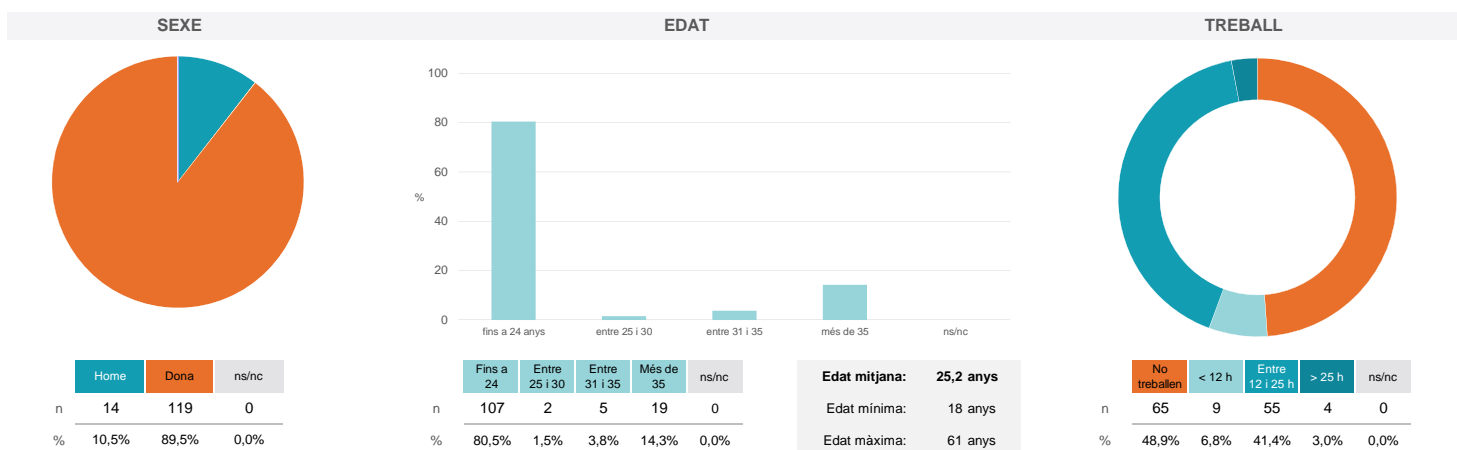 SEXE
EDAT
TREBALL
100
80
60
%
40
20
0
fins a 24 anys
entre 25 i 30
entre 31 i 35
més de 35
ns/nc
Home Dona ns/nc
n 14 119 0
% 10,5% 89,5% 0,0%
Fins a 24 Entre 25 i 30 Entre 31 i 35 Més de 35 ns/nc
n 107 2 5 19 0
% 80,5% 1,5% 3,8% 14,3% 0,0%
Edat mitjana: 25,2 anys
Edat mínima: 18 anys
Edat màxima: 61 anys
No treballen < 12 h Entre 12 i 25 h > 25 h ns/nc
n 65 9 55 4 0
% 48,9% 6,8% 41,4% 3,0% 0,0%